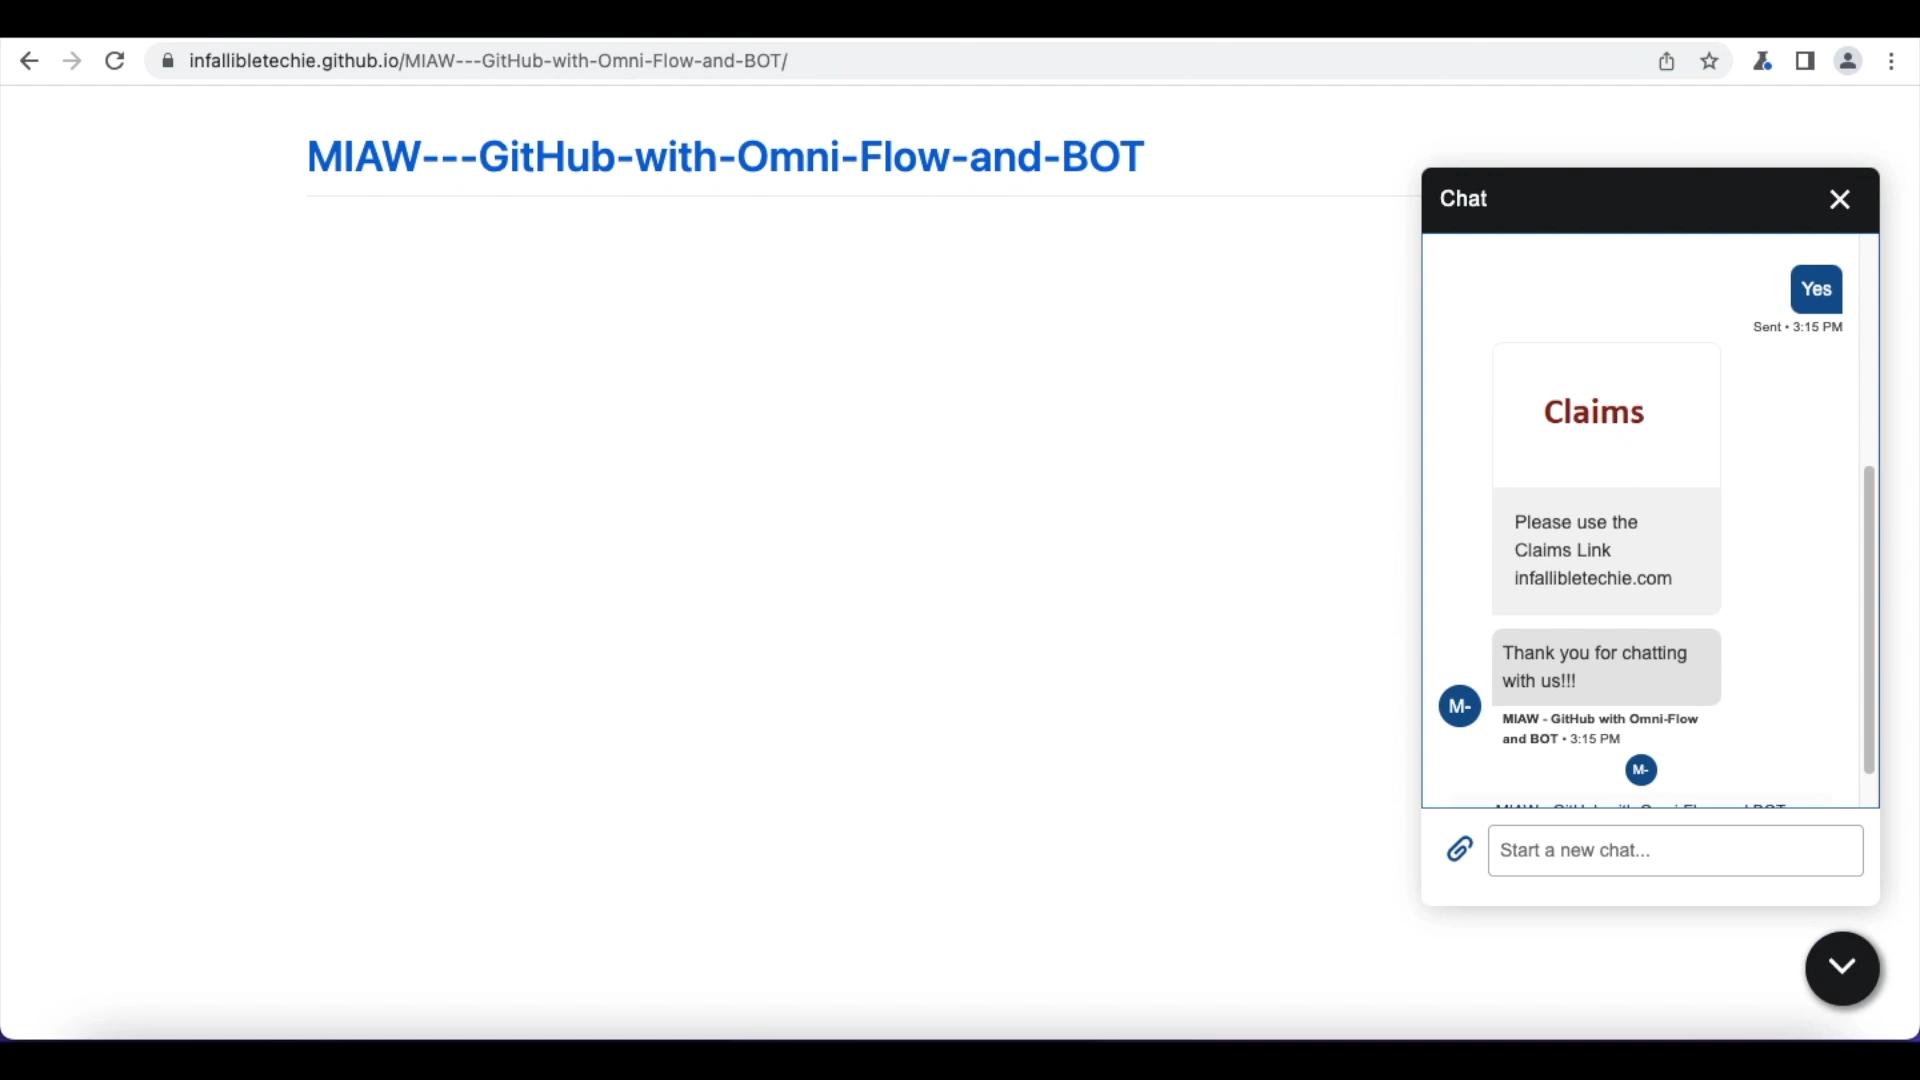 infallibletechie.github.io/MIAW---GitHub-with-Omni-Flow-and-BOT/
MIAW---GitHub-with-Omni-Flow-and-BOT
Chat
Yes
Sent • 3:15 PM
Claims
Please use the
Claims Link
infallibletechie.com
Thank you for chatting
with us!!!
M-
MIAW - GitHub with Omni-Flow
and BOT • 3:15 PM
M-
Start a new chat...